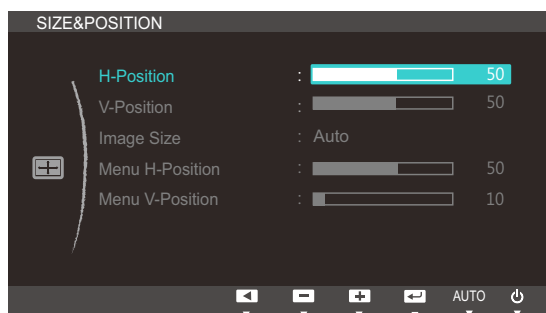 SIZE&POSITION
H-Position : 50
V-Position : 50
Image Size : Auto
Menu H-Position : 50
Menu V-Position : 10
AUTO